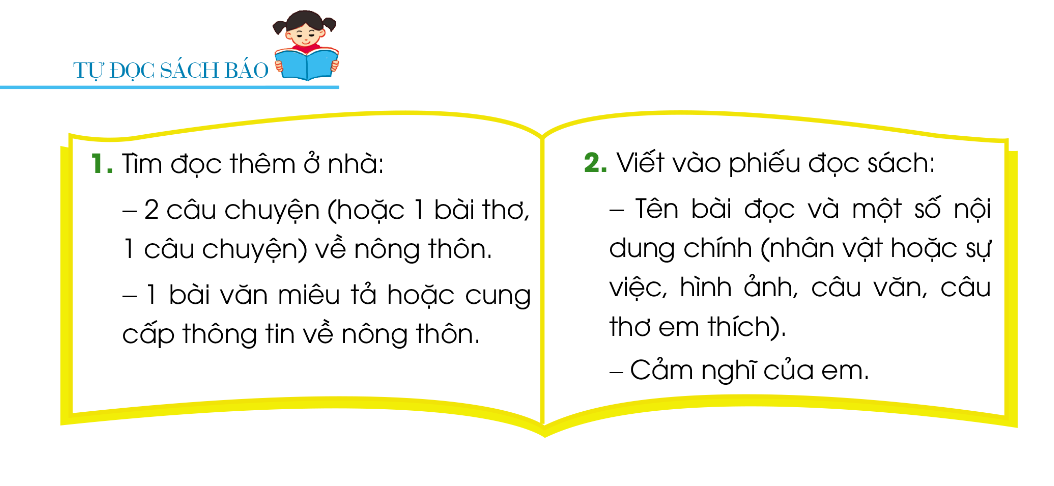 TỰ ĐỌC SÁCH BÁO
1. Tìm đọc thêm ở nhà:
– 2 câu chuyện (hoặc 1 bài thơ,
1 câu chuyện) về nông thôn.
– 1 bài văn miêu tả hoặc cung
cấp thông tin về nông thôn.
2. Viết vào phiếu đọc sách:
– Tên bài đọc và một số nội
dung chính (nhân vật hoặc sự
việc, hình ảnh, câu văn, câu
thơ em thích).
– Cảm nghĩ của em.